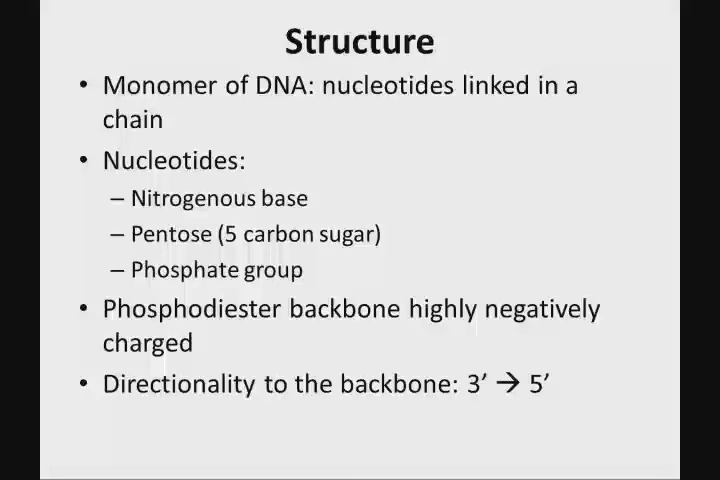 Structure
• Monomer of DNA: nucleotides linked in a
chain
• Nucleotides:
– Nitrogenous base
– Pentose (5 carbon sugar)
– Phosphate group
• Phosphodiester backbone highly negatively
charged
• Directionality to the backbone: 3’ → 5’